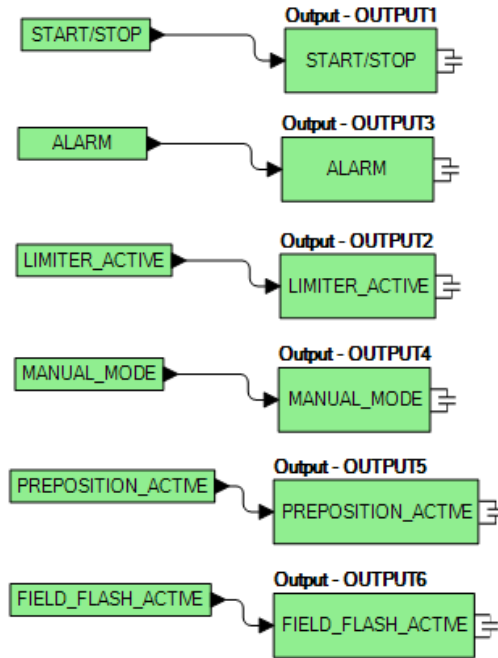 Output - OUTPUT1
START/STOP
START/STOP
Output - OUTPUT3
ALARM
ALARM
Output - OUTPUT2
LIMITER_ACTIVE
LIMITER_ACTIVE
Output - OUTPUT4
MANUAL_MODE
MANUAL_MODE
Output - OUTPUT5
PREPOSITION_ACTIVE
PREPOSITION_ACTIVE
Output - OUTPUT6
FIELD_FLASH_ACTIVE
FIELD_FLASH_ACTIVE